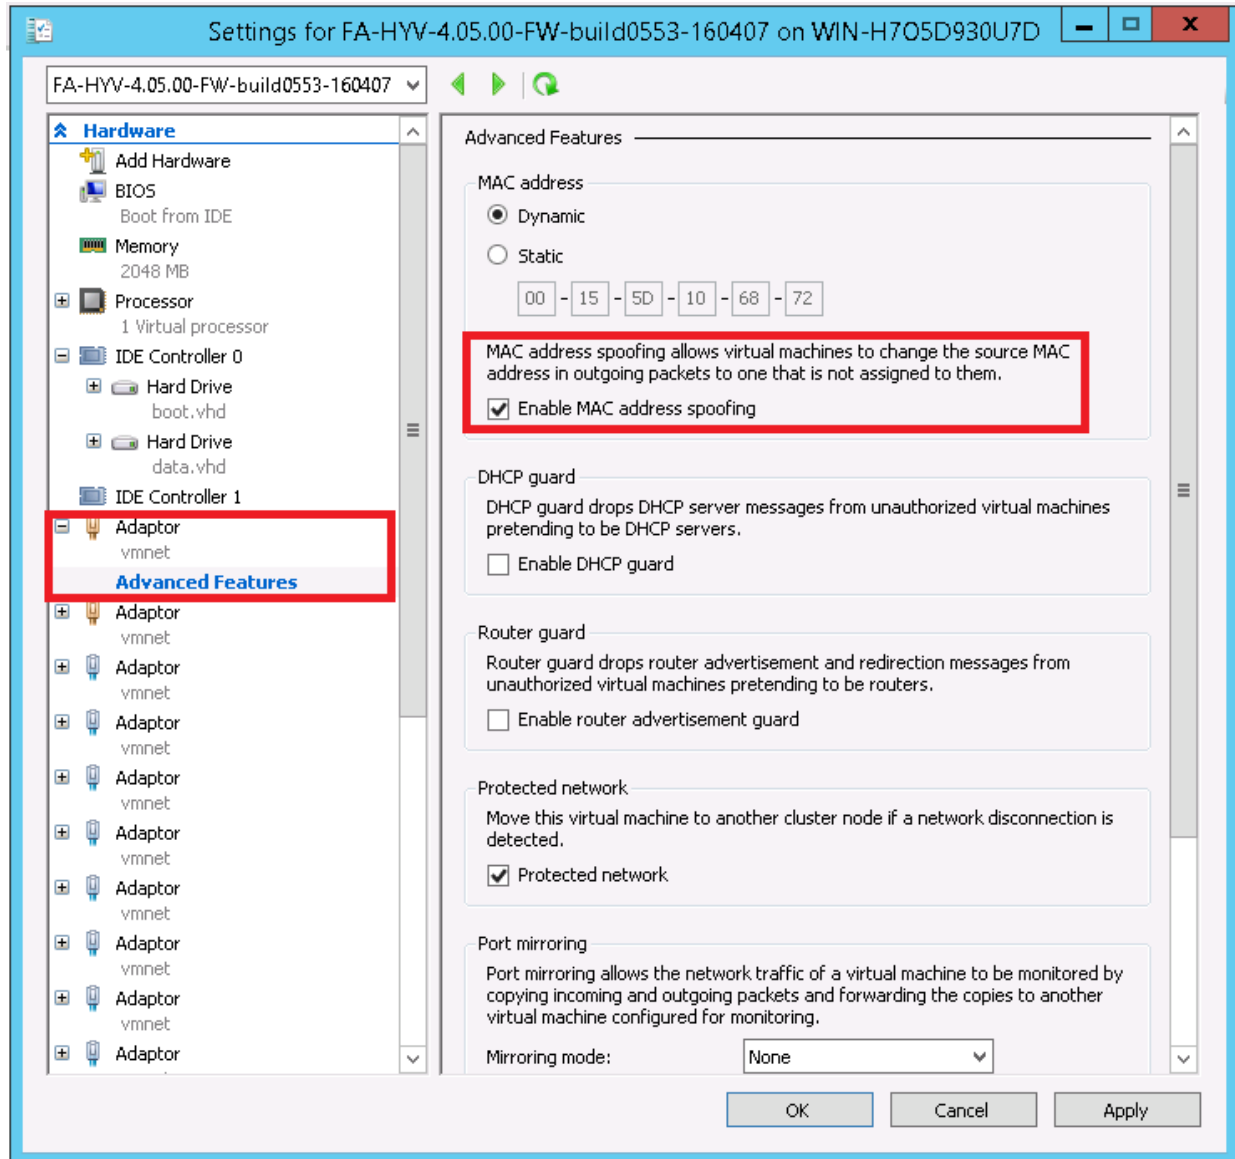 Settings for FA-HYV-4.05.00-FW-build0553-160407 on WIN-H7O5D930U7D
FA-HYV-4.05.00-FW-build0553-160407
Hardware
Add Hardware
BIOS
Boot from IDE
Memory
2048 MB
Processor
1 Virtual processor
IDE Controller 0
Hard Drive
boot.vhd
Hard Drive
data.vhd
IDE Controller 1
Adaptor
vmnet
Advanced Features
Adaptor
vmnet
Adaptor
vmnet
Adaptor
vmnet
Adaptor
vmnet
Adaptor
vmnet
Adaptor
vmnet
Adaptor
vmnet
Adaptor
vmnet
Adaptor
Advanced Features
MAC address
Dynamic
Static
00 - 15 - 5D - 10 - 68 - 72
MAC address spoofing allows virtual machines to change the source MAC
address in outgoing packets to one that is not assigned to them.
Enable MAC address spoofing
DHCP guard
DHCP guard drops DHCP server messages from unauthorized virtual machines
pretending to be DHCP servers.
Enable DHCP guard
Router guard
Router guard drops router advertisement and redirection messages from
unauthorized virtual machines pretending to be routers.
Enable router advertisement guard
Protected network
Move this virtual machine to another cluster node if a network disconnection is
detected.
Protected network
Port mirroring
Port mirroring allows the network traffic of a virtual machine to be monitored by
copying incoming and outgoing packets and forwarding the copies to another
virtual machine configured for monitoring.
Mirroring mode: None
OK Cancel Apply